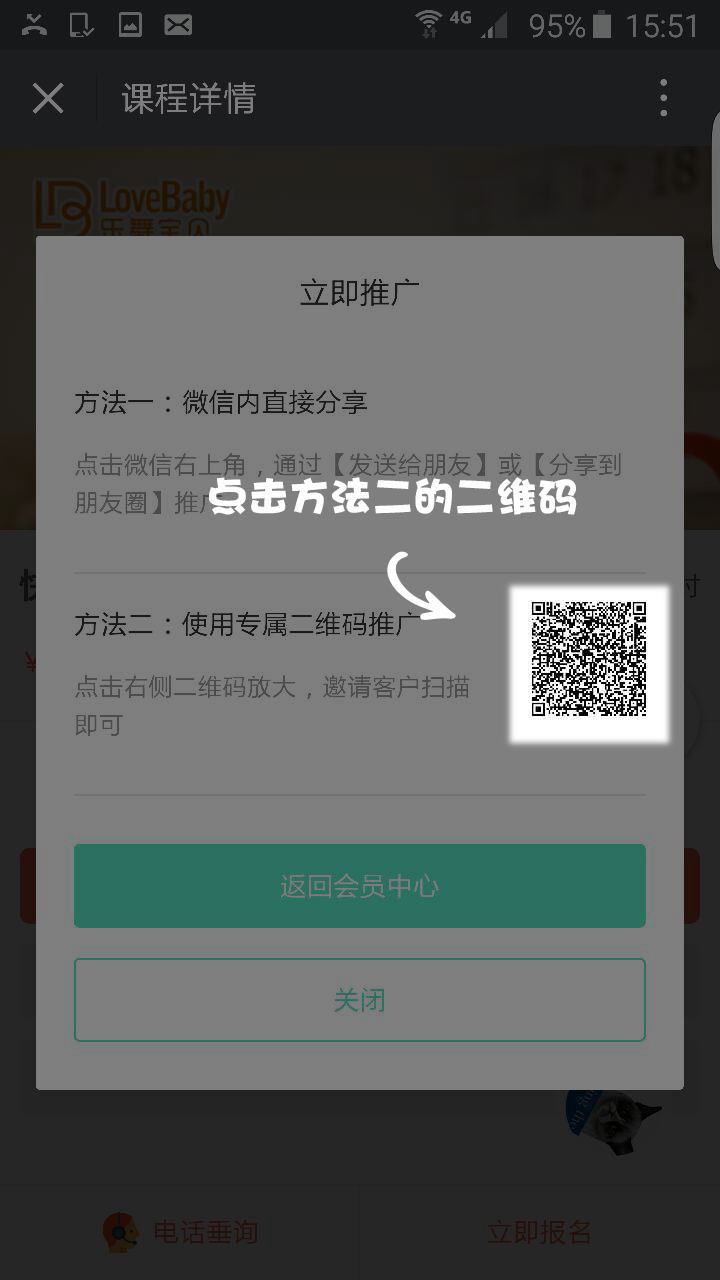 4G 95% 15:51
课程详情
LoveBaby
18
17
16
立即推广
方法一：微信内直接分享
点击微信右上角，通过【发送给朋友】或【分享到
朋友圈】推广
点击方法二的二维码
方法二：使用专属二维码推广
点击右侧二维码放大，邀请客户扫描
即可
返回会员中心
关闭
电话垂询
立即报名